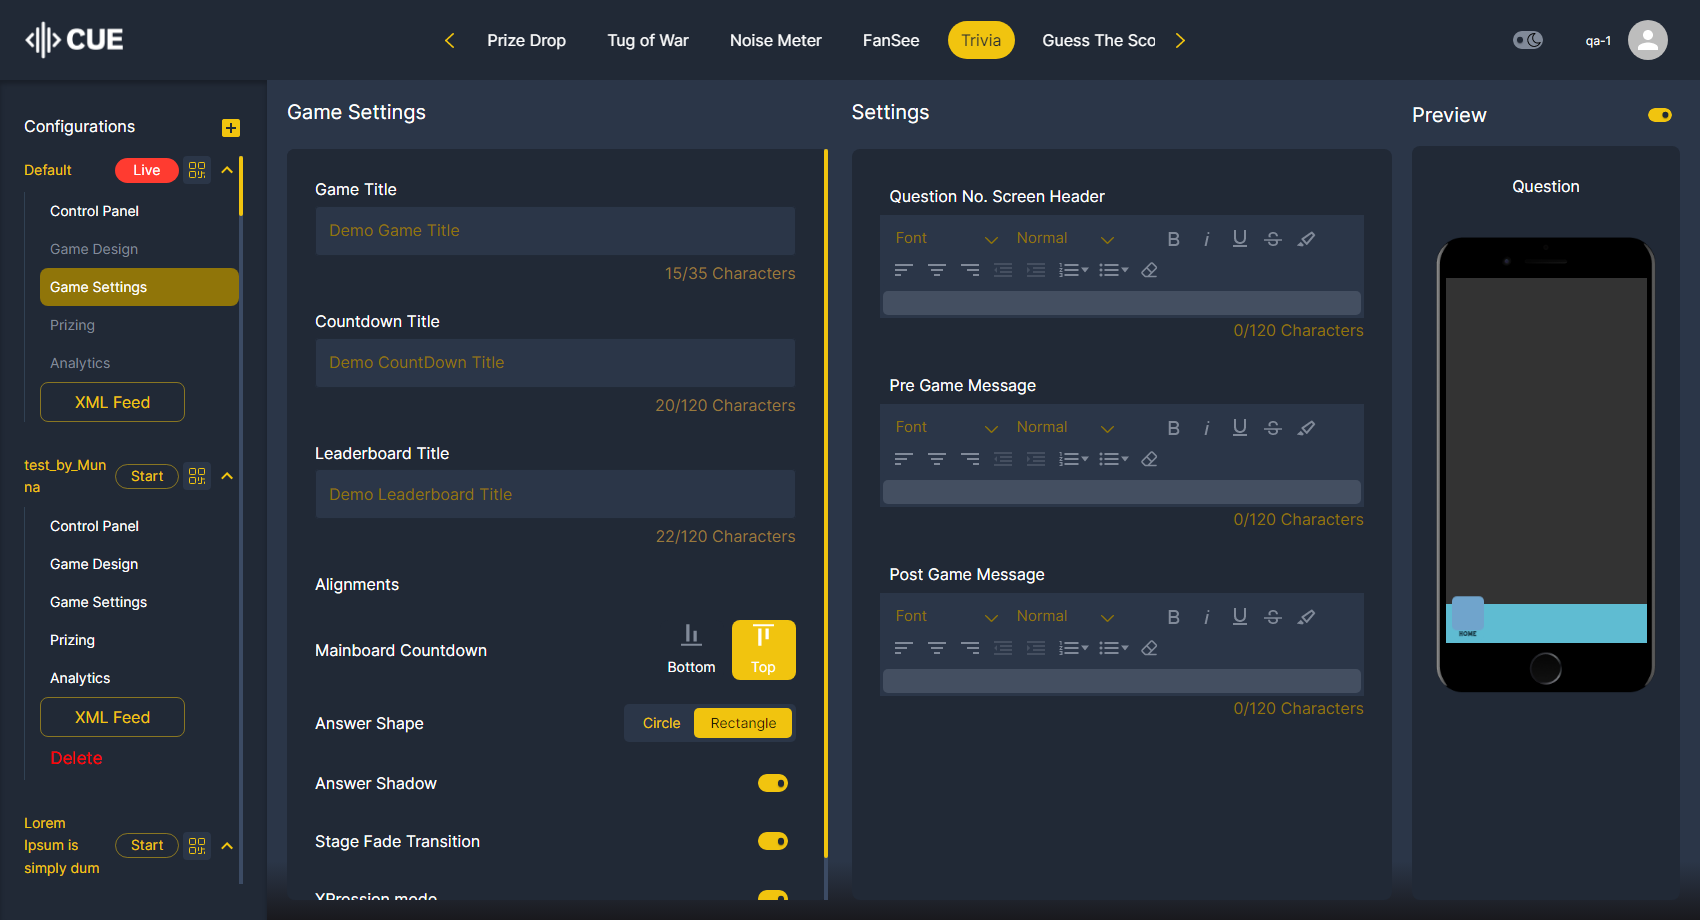 CUE
Prize Drop
Tug of War
Noise Meter
FanSee
Trivia
Guess The Sco
qa-1
Configurations
Default
Live
Control Panel
Game Design
Game Settings
Prizing
Analytics
XML Feed
test_by_Mun
na
Start
Control Panel
Game Design
Game Settings
Prizing
Analytics
XML Feed
Delete
Lorem
Ipsum is
simply dum
Start
Game Settings
Game Title
Demo Game Title
15/35 Characters
Countdown Title
Demo CountDown Title
20/120 Characters
Leaderboard Title
Demo Leaderboard Title
22/120 Characters
Alignments
Mainboard Countdown
Bottom
Top
Answer Shape
Circle
Rectangle
Answer Shadow
Stage Fade Transition
XPression mode
Settings
Question No. Screen Header
Font
Normal
0/120 Characters
Pre Game Message
Font
Normal
0/120 Characters
Post Game Message
Font
Normal
0/120 Characters
Preview
Question
HOME